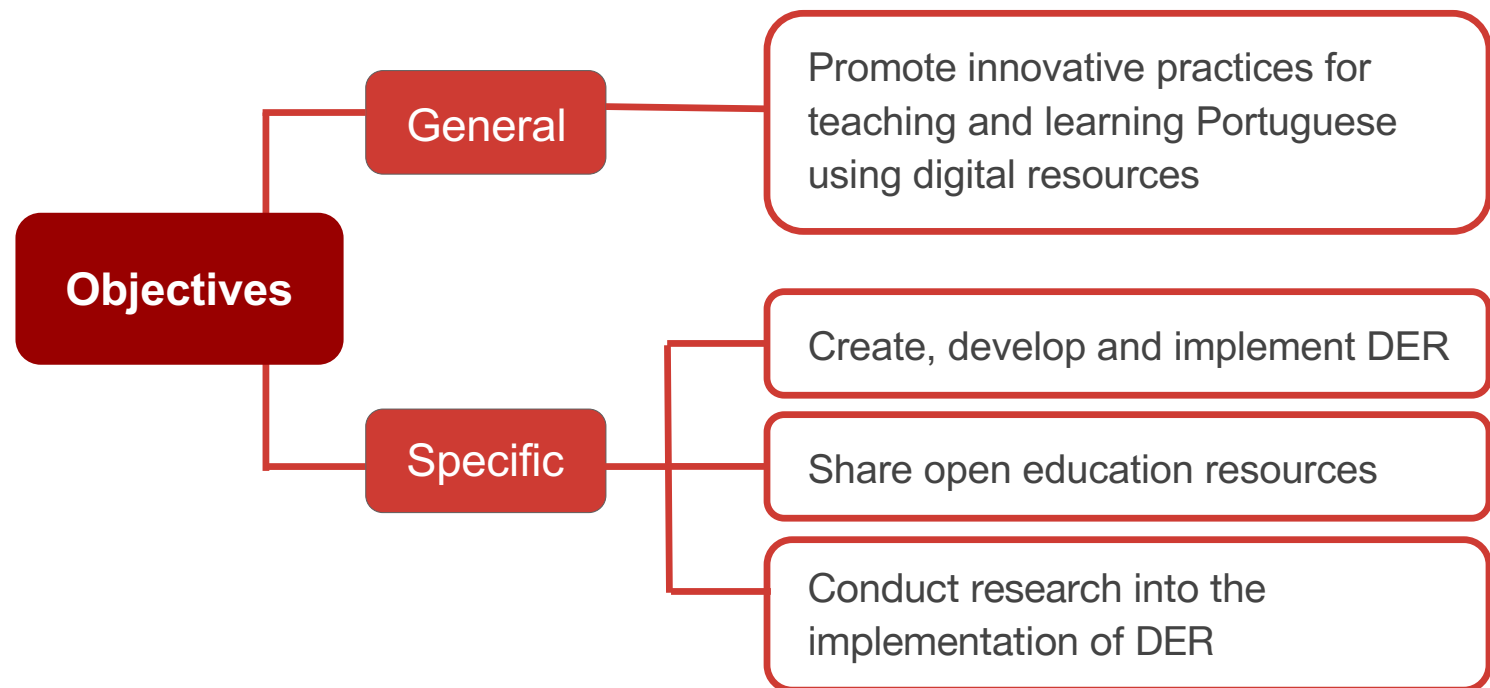 Objectives
General
Promote innovative practices for
teaching and learning Portuguese
using digital resources
Specific
Create, develop and implement DER
Share open education resources
Conduct research into the
implementation of DER